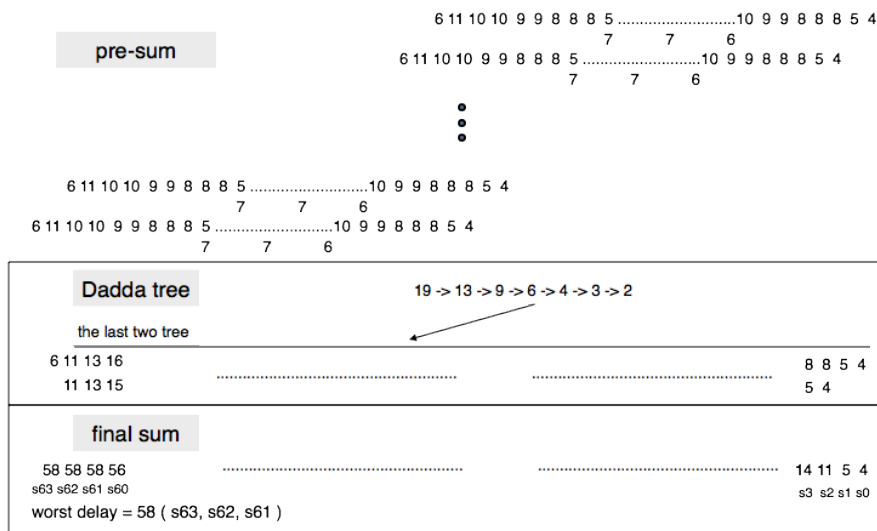 6 11 10 10 9 9 8 8 8 5 ............................10 9 9 8 8 8 5 4
7 7 6
pre-sum
6 11 10 10 9 9 8 8 8 5 ............................10 9 9 8 8 8 5 4
7 7 6
6 11 10 10 9 9 8 8 8 5 ............................10 9 9 8 8 8 5 4
7 7 6
6 11 10 10 9 9 8 8 8 5 ............................10 9 9 8 8 8 5 4
7 7 6
Dadda tree
19 -> 13 -> 9 -> 6 -> 4 -> 3 -> 2
the last two tree
6 11 13 16 ............................ ............................ 8 8 5 4
11 13 15 5 4
final sum
58 58 58 56 ............................ ............................ 14 11 5 4
s63 s62 s61 s60 s3 s2 s1 s0
worst delay = 58 ( s63, s62, s61 )